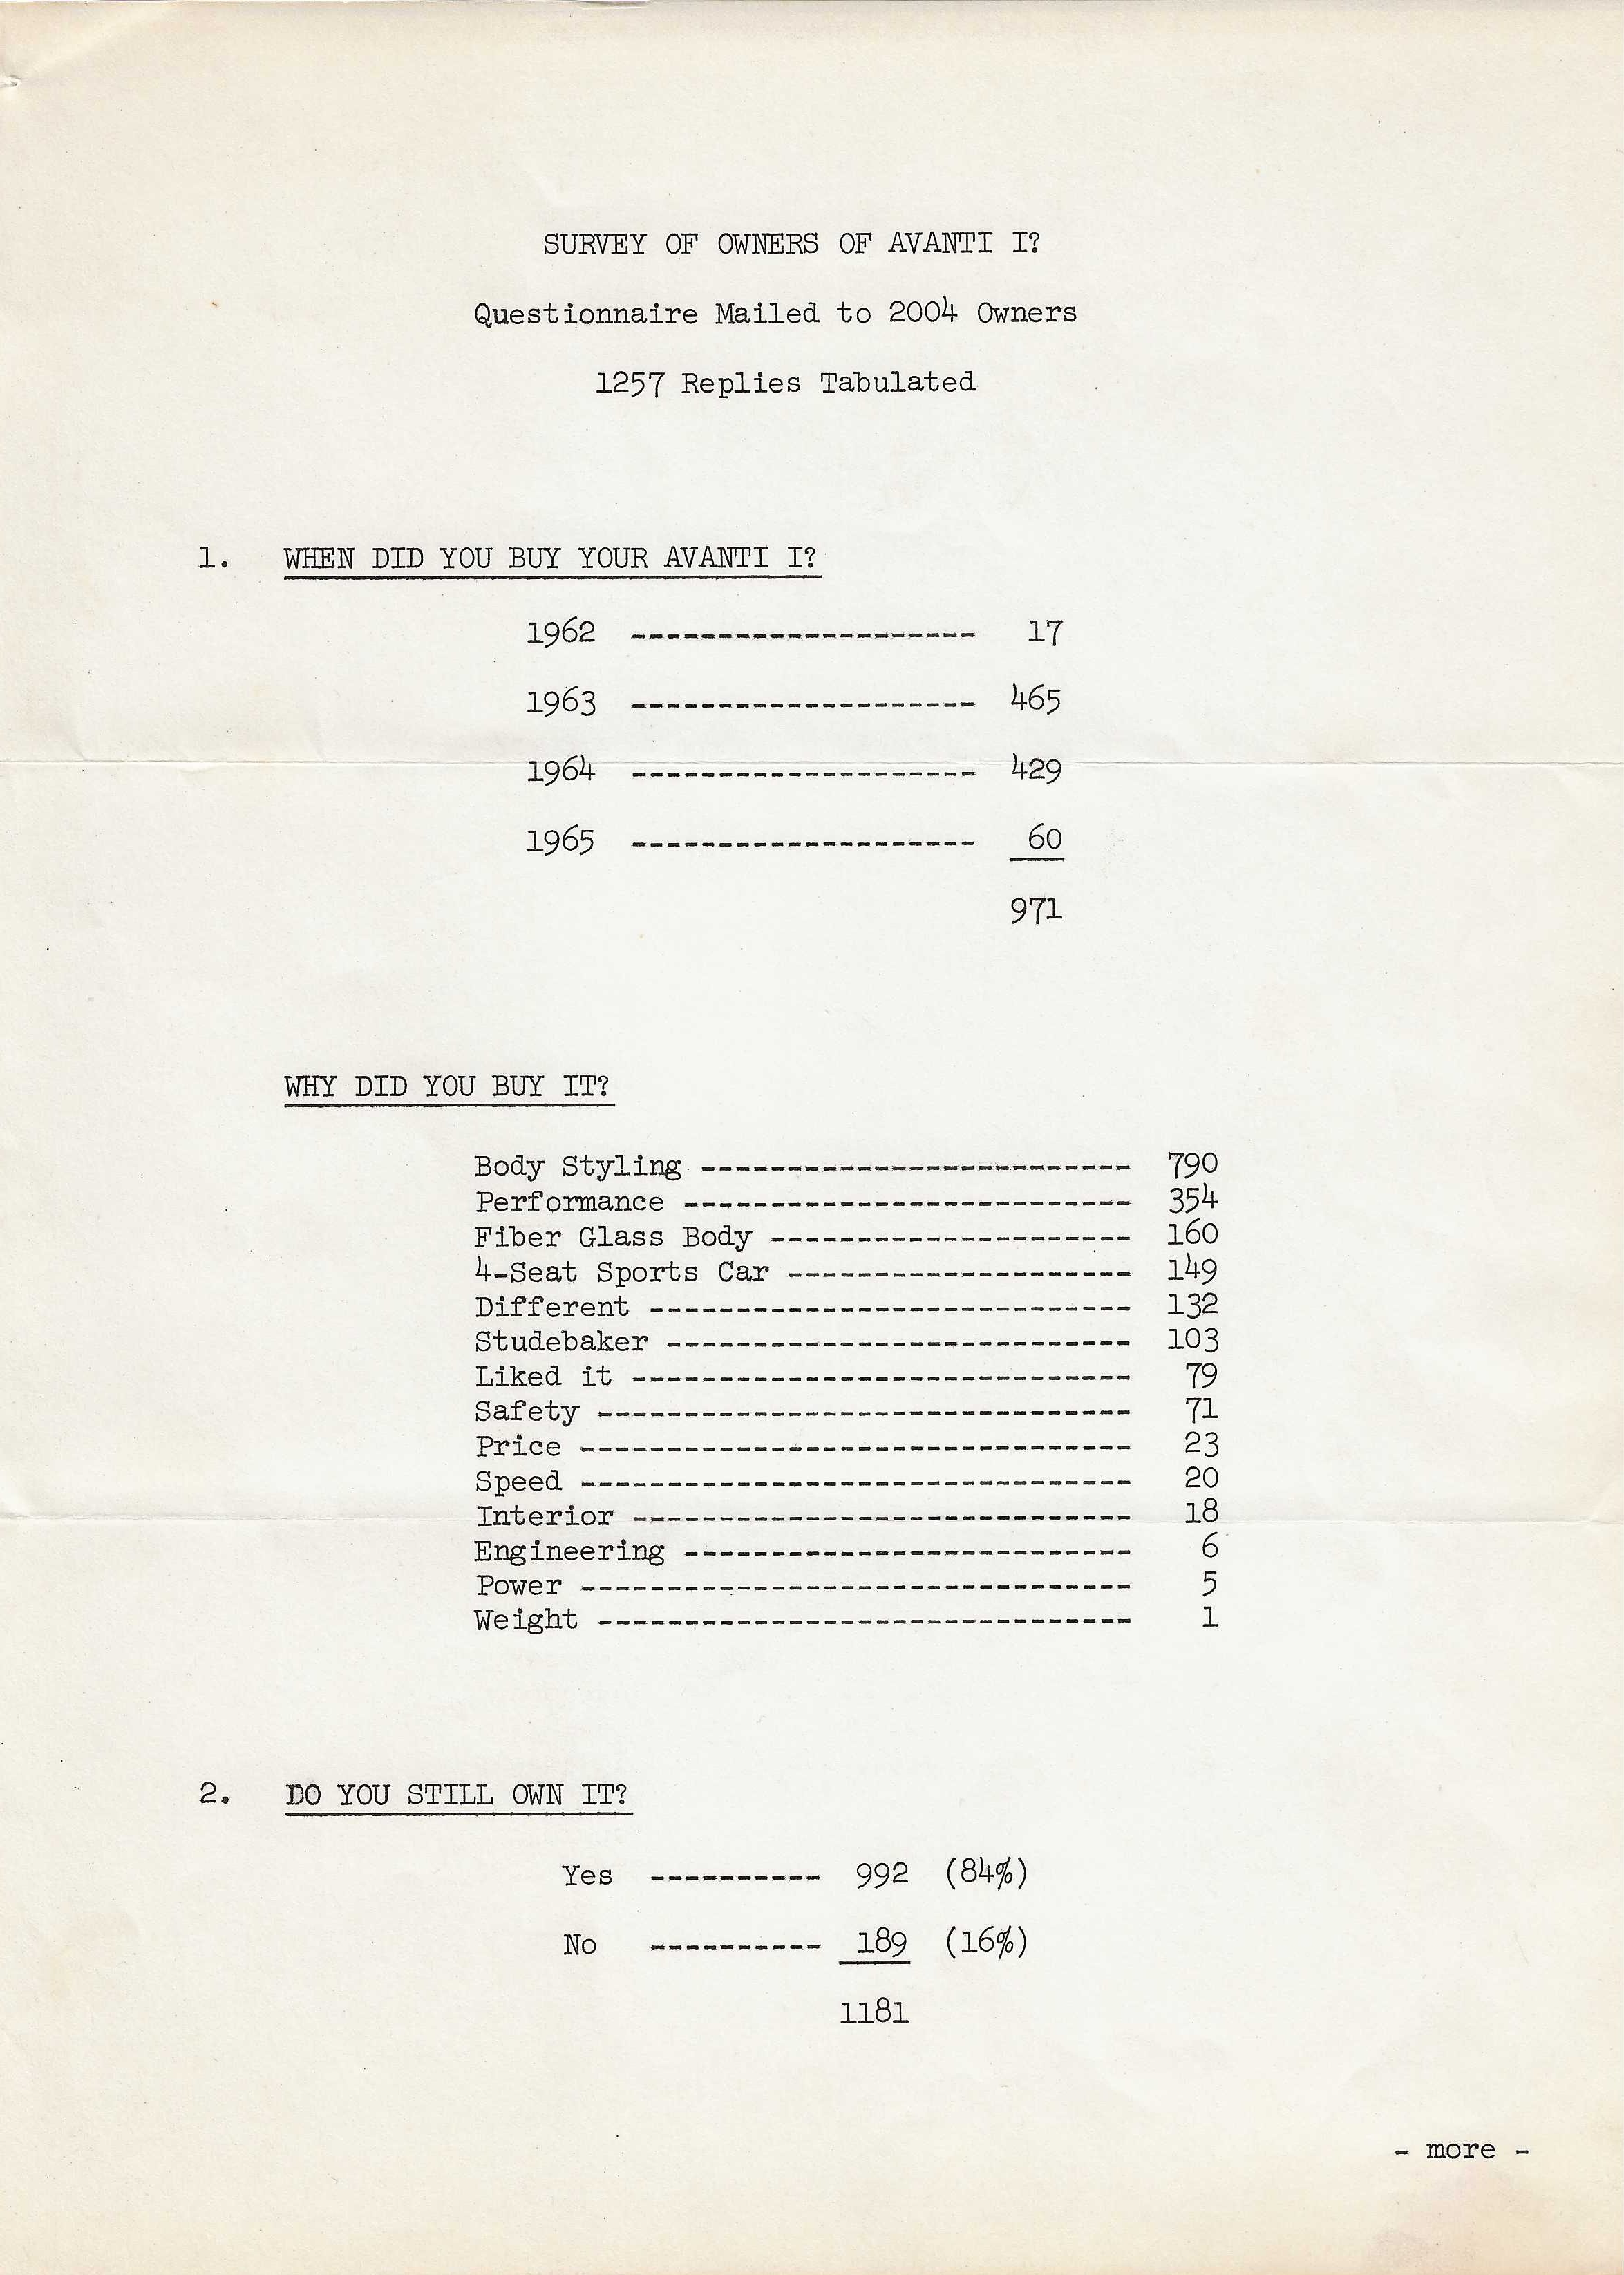 SURVEY OF OWNERS OF AVANTI I?
Questionnaire Mailed to 2004 Owners
1257 Replies Tabulated
1. WHEN DID YOU BUY YOUR AVANTI I?
1962 -------------------- 17
1963 -------------------- 465
1964 -------------------- 429
1965 -------------------- 60
971
WHY DID YOU BUY IT?
Body Styling ------------------------- 790
Performance -------------------------- 354
Fiber Glass Body --------------------- 160
4-Seat Sports Car -------------------- 149
Different ---------------------------- 132
Studebaker --------------------------- 103
Liked it ----------------------------- 79
Safety ------------------------------- 71
Price -------------------------------- 23
Speed -------------------------------- 20
Interior ----------------------------- 18
Engineering -------------------------- 6
Power -------------------------------- 5
Weight ------------------------------- 1
2. DO YOU STILL OWN IT?
Yes ---------- 992 (84%)
No ---------- 189 (16%)
1181
- more -